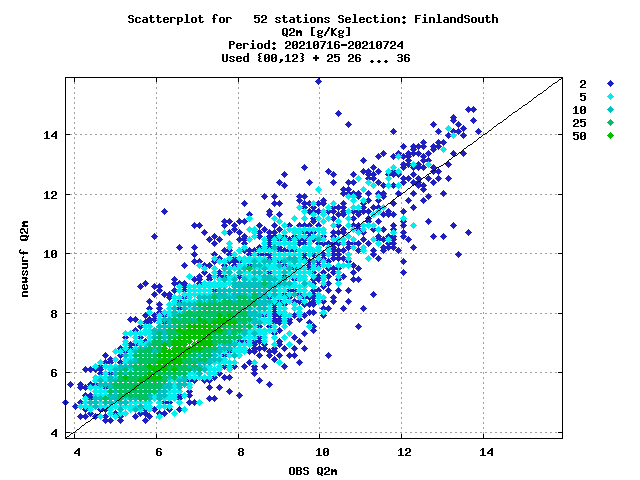 Scatterplot for   52 stations Selection: FinlandSouth
Q2m [g/Kg]
Period: 20210716-20210724
Used {00,12} + 25 26 ... 36
2
5
10
25
50
14
12
10
8
6
4
newsurf Q2m
4 6 8 10 12 14
OBS Q2m